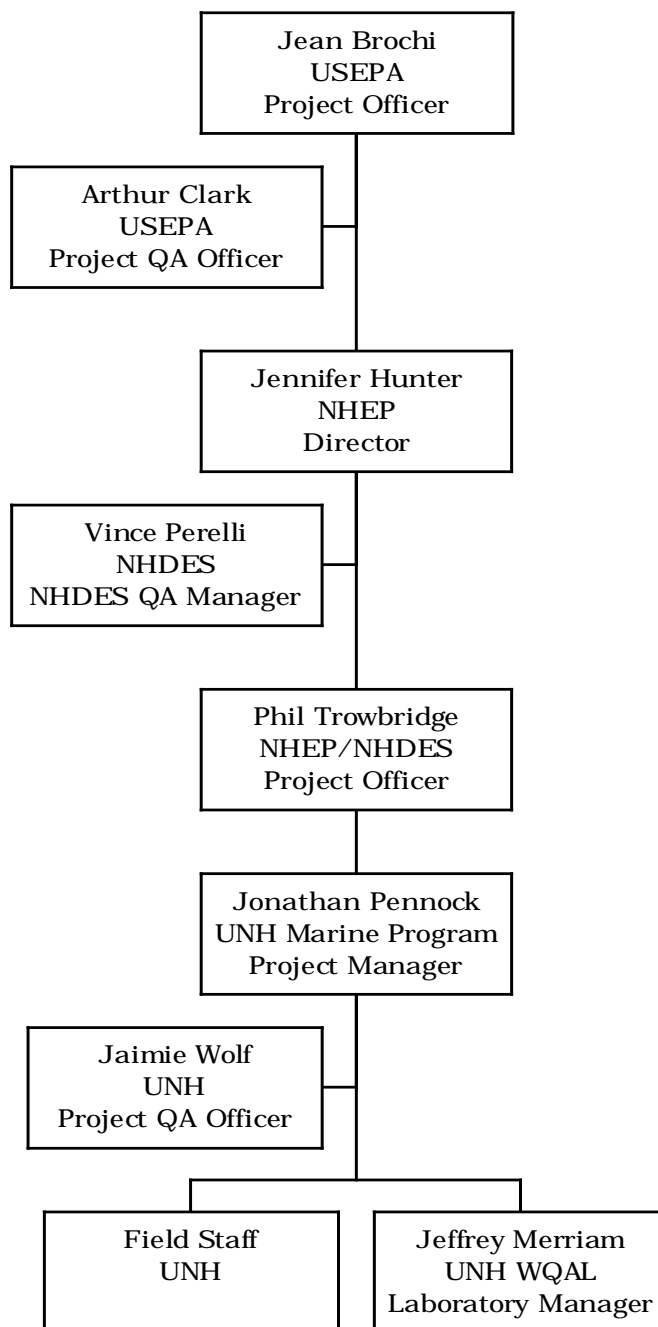 Jean Brochi
USEPA
Project Officer
Arthur Clark
USEPA
Project QA Officer
Jennifer Hunter
NHEP
Director
Vince Perelli
NHDES
NHDES QA Manager
Phil Trowbridge
NHEP/NHDES
Project Officer
Jonathan Pennock
UNH Marine Program
Project Manager
Jaimie Wolf
UNH
Project QA Officer
Field Staff
UNH
Jeffrey Merriam
UNH WQAL
Laboratory Manager